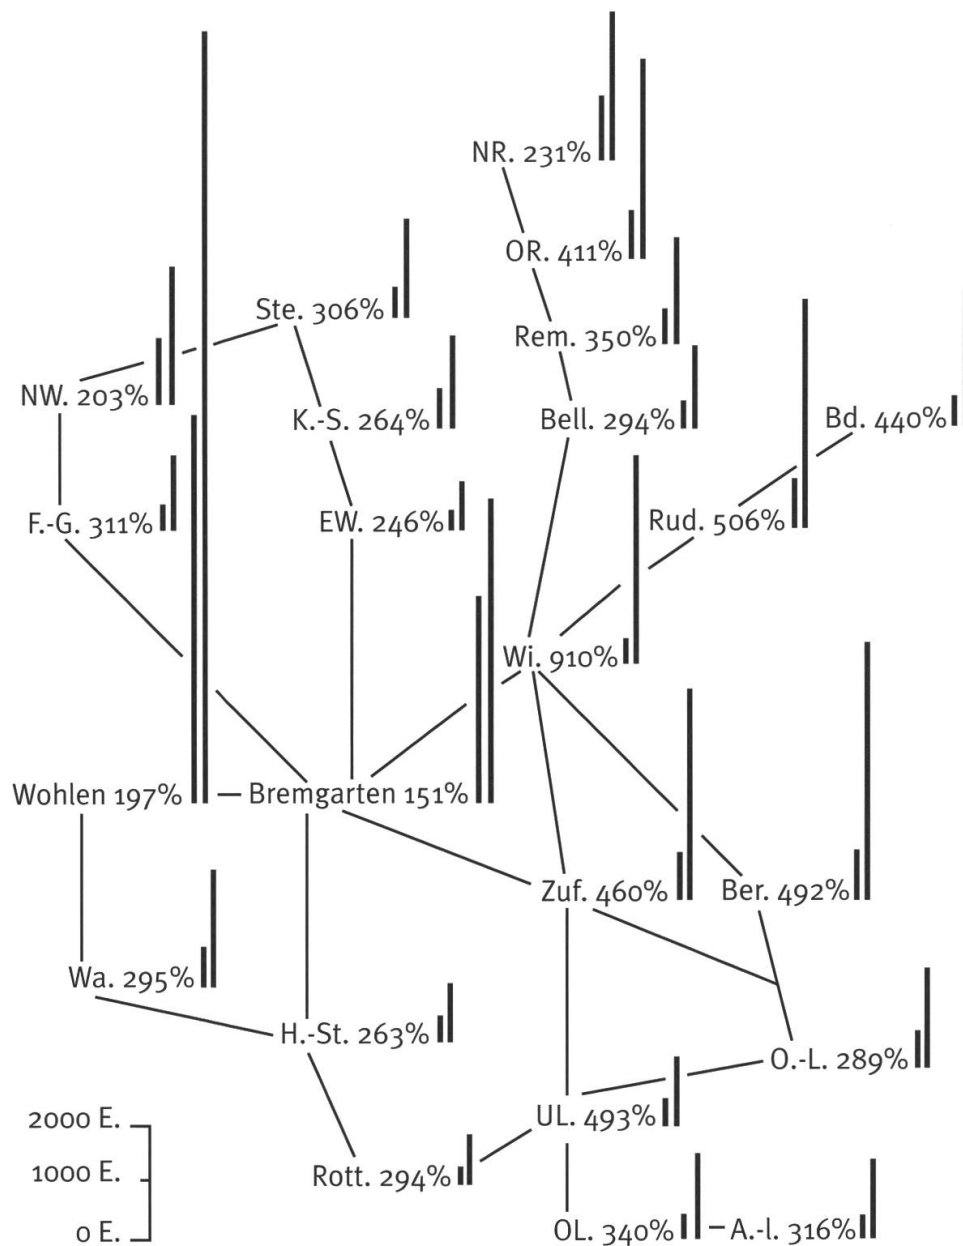 NR. 231%
OR. 411%
Ste. 306%
Rem. 350%
NW. 203%
K.-S. 264%
Bell. 294%
Bd. 440%
F.-G. 311%
EW. 246%
Rud. 506%
Wi. 910%
Wohlen 197%
Bremgarten 151%
Zuf. 460%
Ber. 492%
Wa. 295%
H.-St. 263%
O.-L. 289%
2000 E.
UL. 493%
1000 E.
Rott. 294%
0 E.
OL. 340%
A.-l. 316%